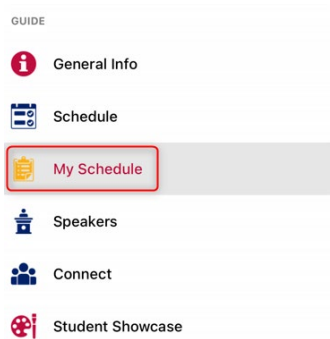 GUIDE
General Info
Schedule
My Schedule
Speakers
Connect
Student Showcase